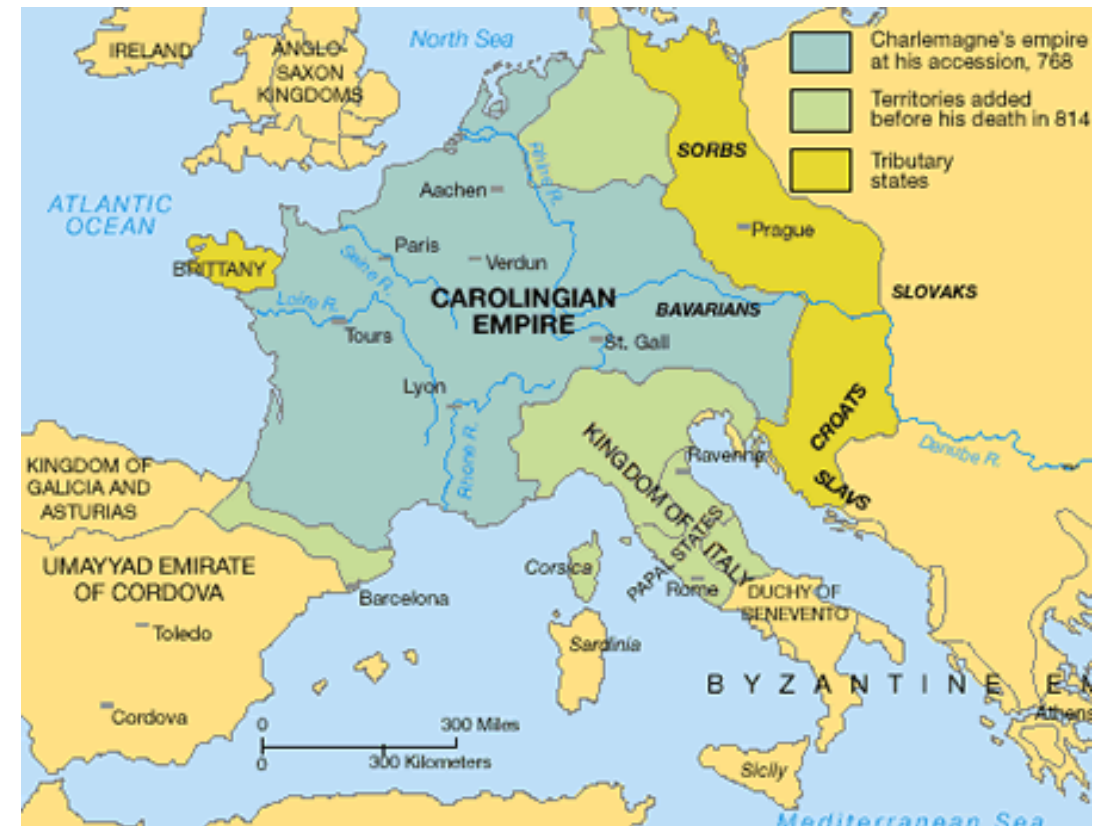 IRELAND
ANGLO-
SAXON
KINGDOMS
North Sea
Charlemagne's empire
at his accession, 768
Territories added
before his death in 814
Tributary
states
SORBS
Rhine R.
Aachen
ATLANTIC
OCEAN
Prague
Paris
Verdun
BRITTANY
Seine R.
SLOVAKS
Loire R.
CAROLINGIAN
EMPIRE
BAVARIANS
Tours
St. Gall
Lyon
CROATS
SLAVS
Danube R.
Rhone R.
KINGDOM OF
ITALY
Ravenna
KINGDOM OF
GALICIA AND
ASTURIAS
PAPAL STATES
UMAYYAD EMIRATE
OF CORDOVA
Corsica
Rome
DUCHY OF
BENEVENTO
Barcelona
Toledo
Sardinia
BYZANTINE EM
Cordova
Athens
0 300 Miles
0 300 Kilometers
Sicily
Mediterranean Sea